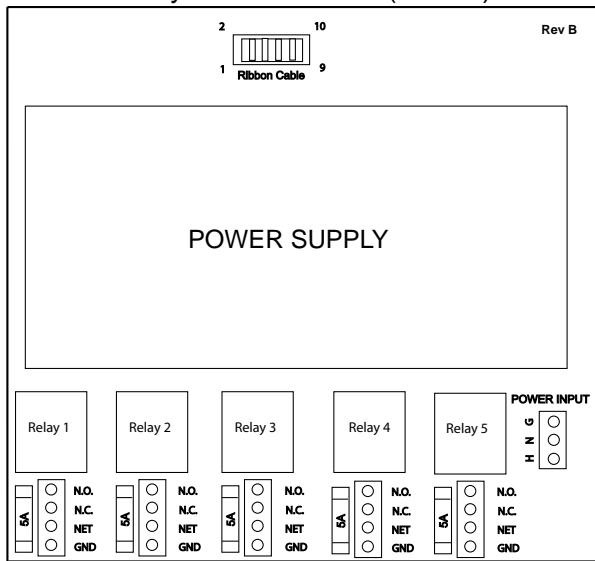 2 10
Rev B
1 9
Ribbon Cable
POWER SUPPLY
POWER INPUT
G
N
H
Relay 1
Relay 2
Relay 3
Relay 4
Relay 5
5A
N.O.
N.C.
NET
GND
5A
N.O.
N.C.
NET
GND
5A
N.O.
N.C.
NET
GND
5A
N.O.
N.C.
NET
GND
5A
N.O.
N.C.
NET
GND